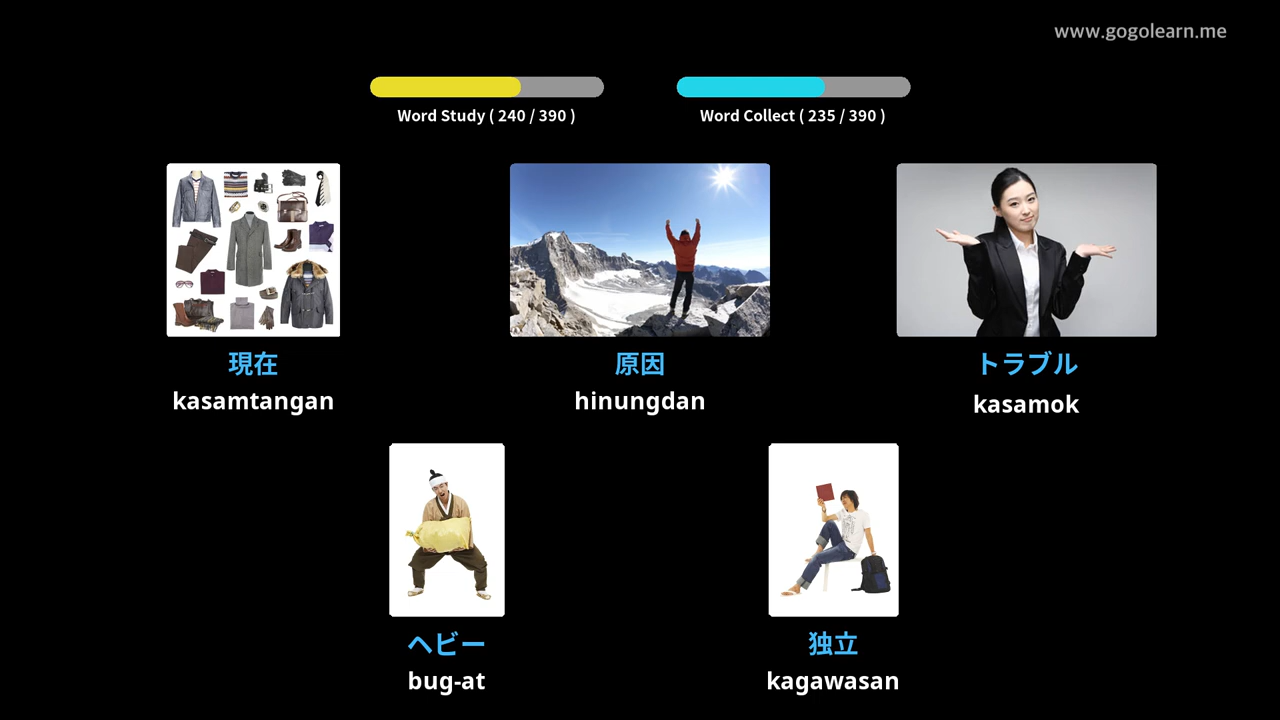 www.gogolearn.me
Word Study ( 240 / 390 )
Word Collect ( 235 / 390 )
現在
kasamtangan
原因
hinungdan
トラブル
kasamok
ヘビー
bug-at
独立
kagawasan